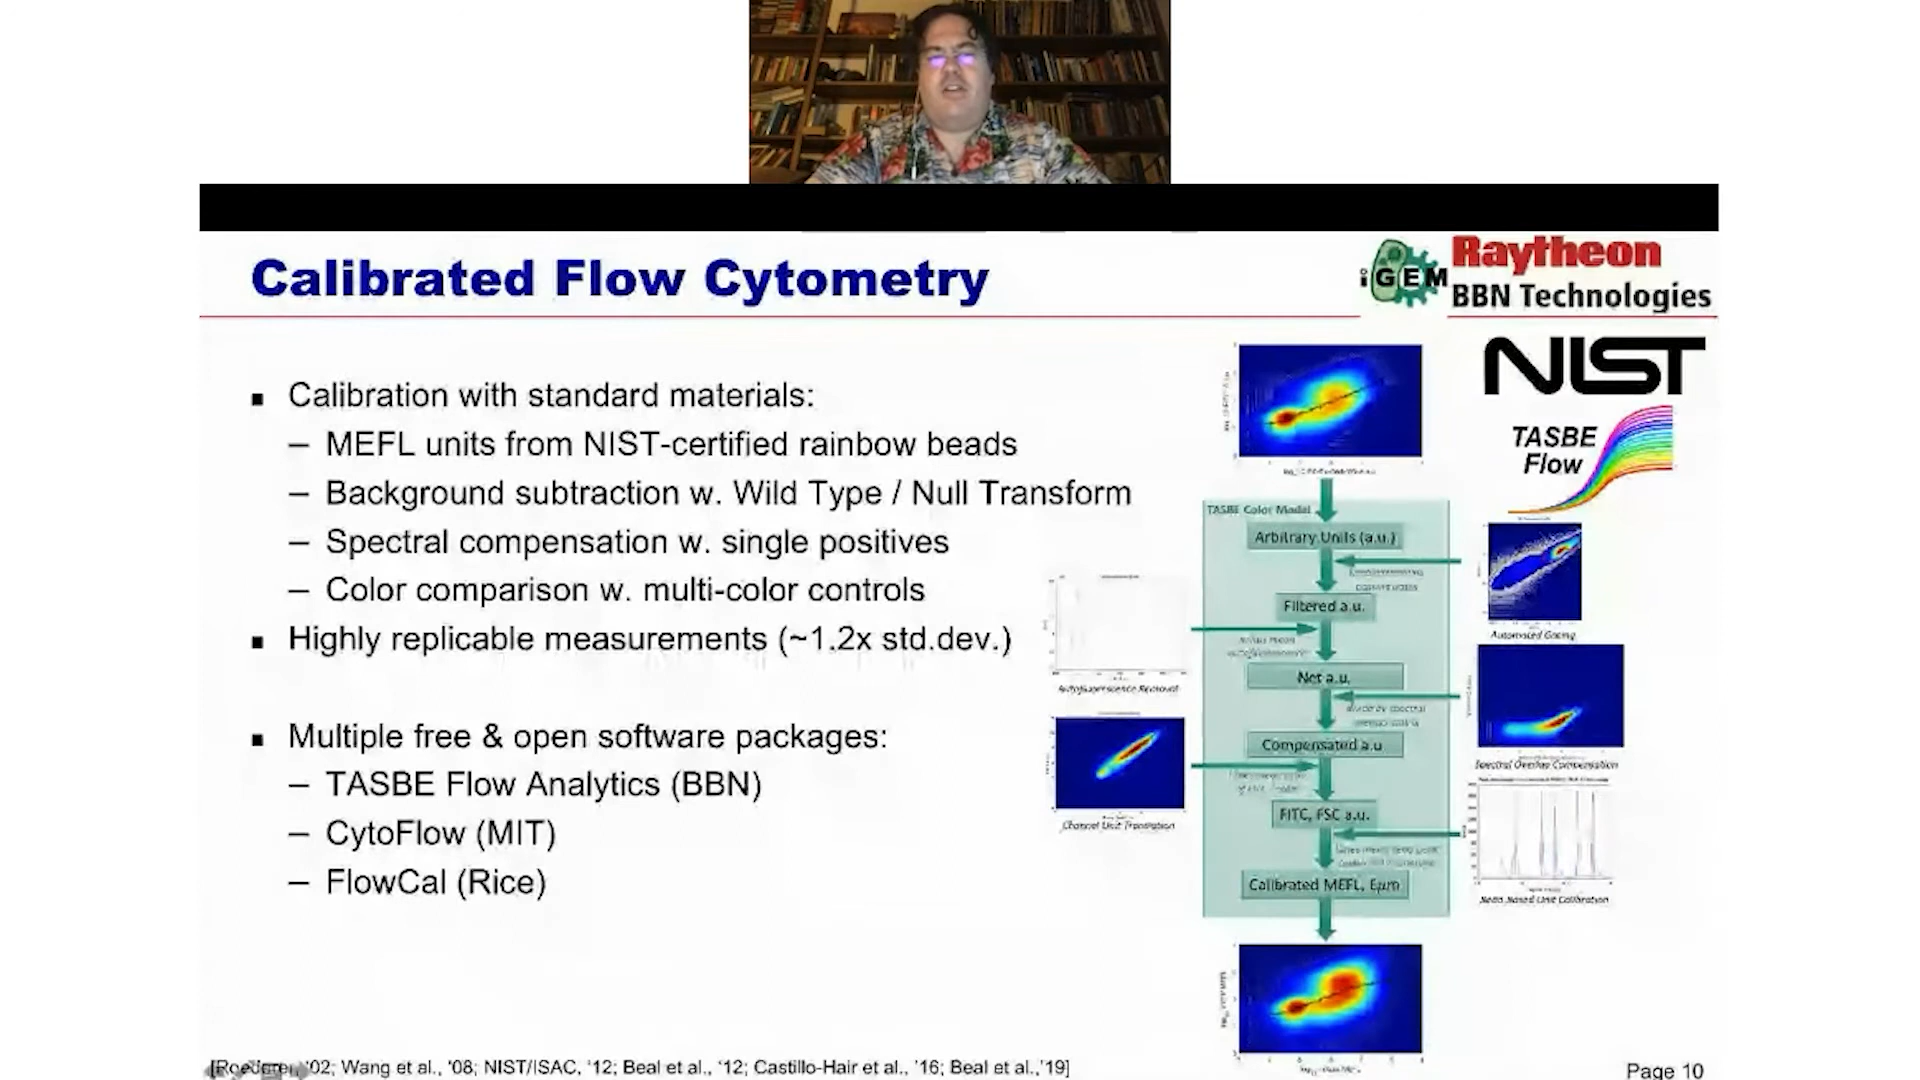 Calibrated Flow Cytometry
iGEM
Raytheon
BBN Technologies
NIST
TASBE
Flow
▪ Calibration with standard materials:
– MEFL units from NIST-certified rainbow beads
– Background subtraction w. Wild Type / Null Transform
– Spectral compensation w. single positives
– Color comparison w. multi-color controls
▪ Highly replicable measurements (~1.2x std.dev.)
▪ Multiple free & open software packages:
– TASBE Flow Analytics (BBN)
– CytoFlow (MIT)
– FlowCal (Rice)
TASBE Color Model
Arbitrary Units (a.u.)
Filtered a.u.
Net a.u.
Compensated a.u.
FITC, FSC a.u.
Calibrated MEFL, Eµm
Autofluorescence Removal
Channel Unit Translation
Automated Gating
Spectral Overlap Compensation
Bead-Based Unit Calibration
'02; Wang et al., '08; NIST/ISAC, '12; Beal et al., '12; Castillo-Hair et al., '16; Beal et al.,'19]
Page 10